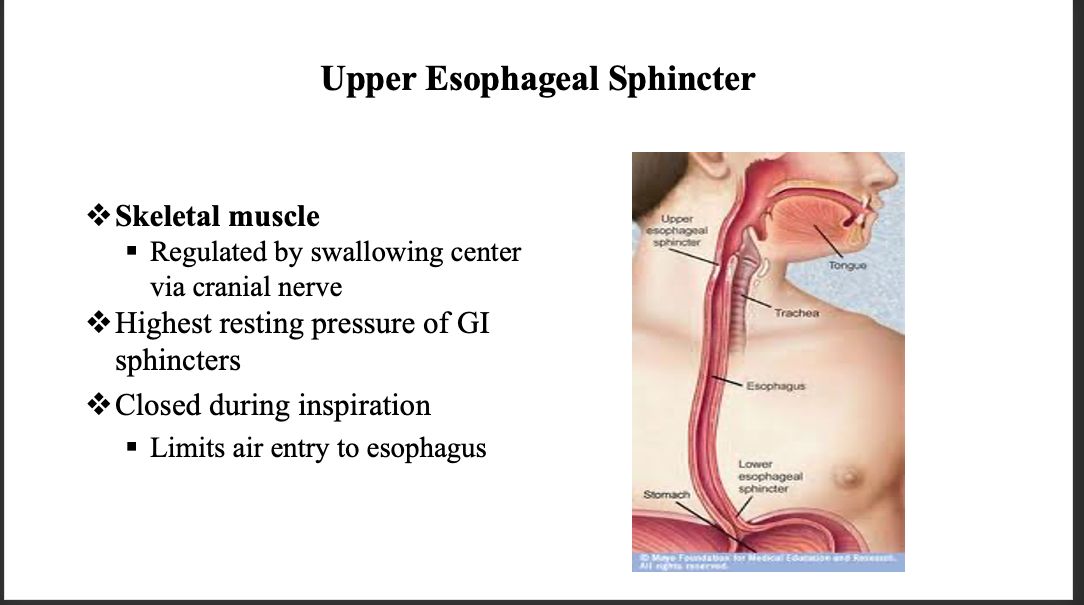 Upper Esophageal Sphincter
❖Skeletal muscle
▪ Regulated by swallowing center
via cranial nerve
❖Highest resting pressure of GI
sphincters
❖Closed during inspiration
▪ Limits air entry to esophagus
Upper
esophageal
sphincter
Tongue
Trachea
Esophagus
Lower
esophageal
sphincter
Stomach
© Mayo Foundation for Medical Education and Research.
All rights reserved.